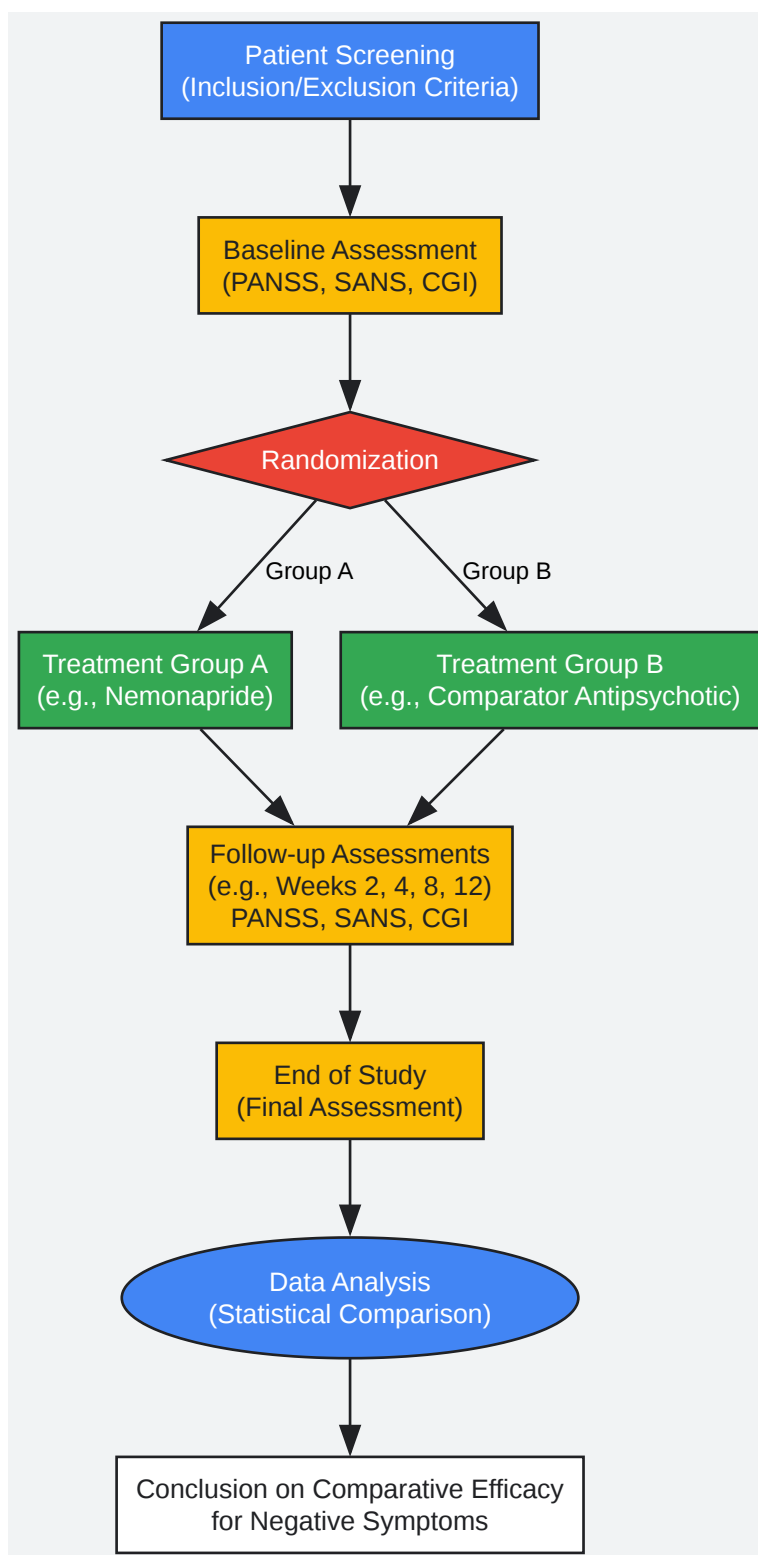 Patient Screening
(Inclusion/Exclusion Criteria)
Baseline Assessment
(PANSS, SANS, CGI)
Randomization
Group A
Group B
Treatment Group A
(e.g., Nemonapride)
Treatment Group B
(e.g., Comparator Antipsychotic)
Follow-up Assessments
(e.g., Weeks 2, 4, 8, 12)
PANSS, SANS, CGI
End of Study
(Final Assessment)
Data Analysis
(Statistical Comparison)
Conclusion on Comparative Efficacy
for Negative Symptoms